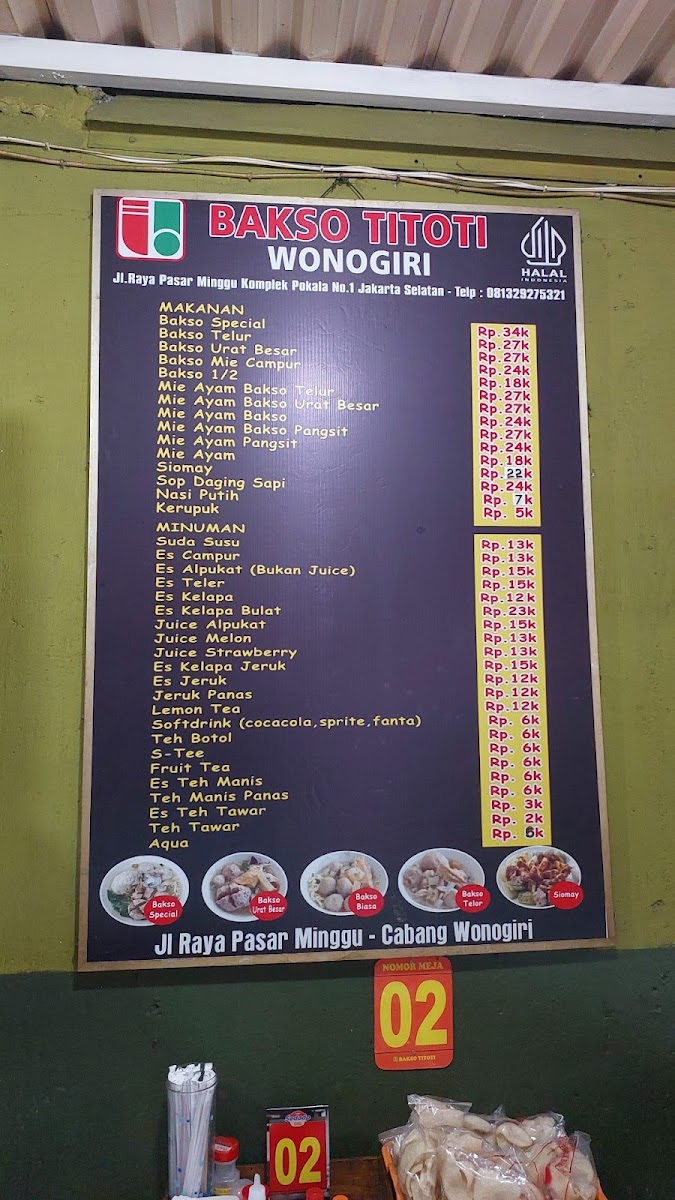 BAKSO TITOTI
WONOGIRI
HALAL
INDONESIA
Jl.Raya Pasar Minggu Komplek Pokala No.1 Jakarta Selatan - Telp : 081329275321
MAKANAN
Bakso Special Rp.34k
Bakso Telur Rp.27k
Bakso Urat Besar Rp.27k
Bakso Mie Campur Rp.24k
Bakso 1/2 Rp.18k
Mie Ayam Bakso Telur Rp.27k
Mie Ayam Bakso Urat Besar Rp.27k
Mie Ayam Bakso Rp.24k
Mie Ayam Bakso Pangsit Rp.27k
Mie Ayam Pangsit Rp.24k
Mie Ayam Rp.18k
Siomay Rp.22k
Sop Daging Sapi Rp.24k
Nasi Putih Rp. 7k
Kerupuk Rp. 5k
MINUMAN
Suda Susu Rp.13k
Es Campur Rp.13k
Es Alpukat (Bukan Juice) Rp.15k
Es Teler Rp.15k
Es Kelapa Rp.12k
Es Kelapa Bulat Rp.23k
Juice Alpukat Rp.15k
Juice Melon Rp.13k
Juice Strawberry Rp.13k
Es Kelapa Jeruk Rp.15k
Es Jeruk Rp.12k
Jeruk Panas Rp.12k
Lemon Tea Rp.12k
Softdrink (cocacola,sprite,fanta) Rp. 6k
Teh Botol Rp. 6k
S-Tee Rp. 6k
Fruit Tea Rp. 6k
Es Teh Manis Rp. 6k
Teh Manis Panas Rp. 6k
Es Teh Tawar Rp. 3k
Teh Tawar Rp. 2k
Aqua Rp. 6k
Bakso Special
Bakso Urat Besar
Bakso Biasa
Bakso Telor
Siomay
Jl Raya Pasar Minggu - Cabang Wonogiri
NOMOR MEJA
02
BAKSO TITOTI
02